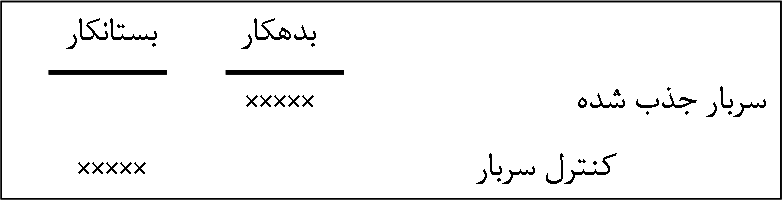 بدهکار بستانکار
سربار جذب شده ×××××
کنترل سربار ×××××